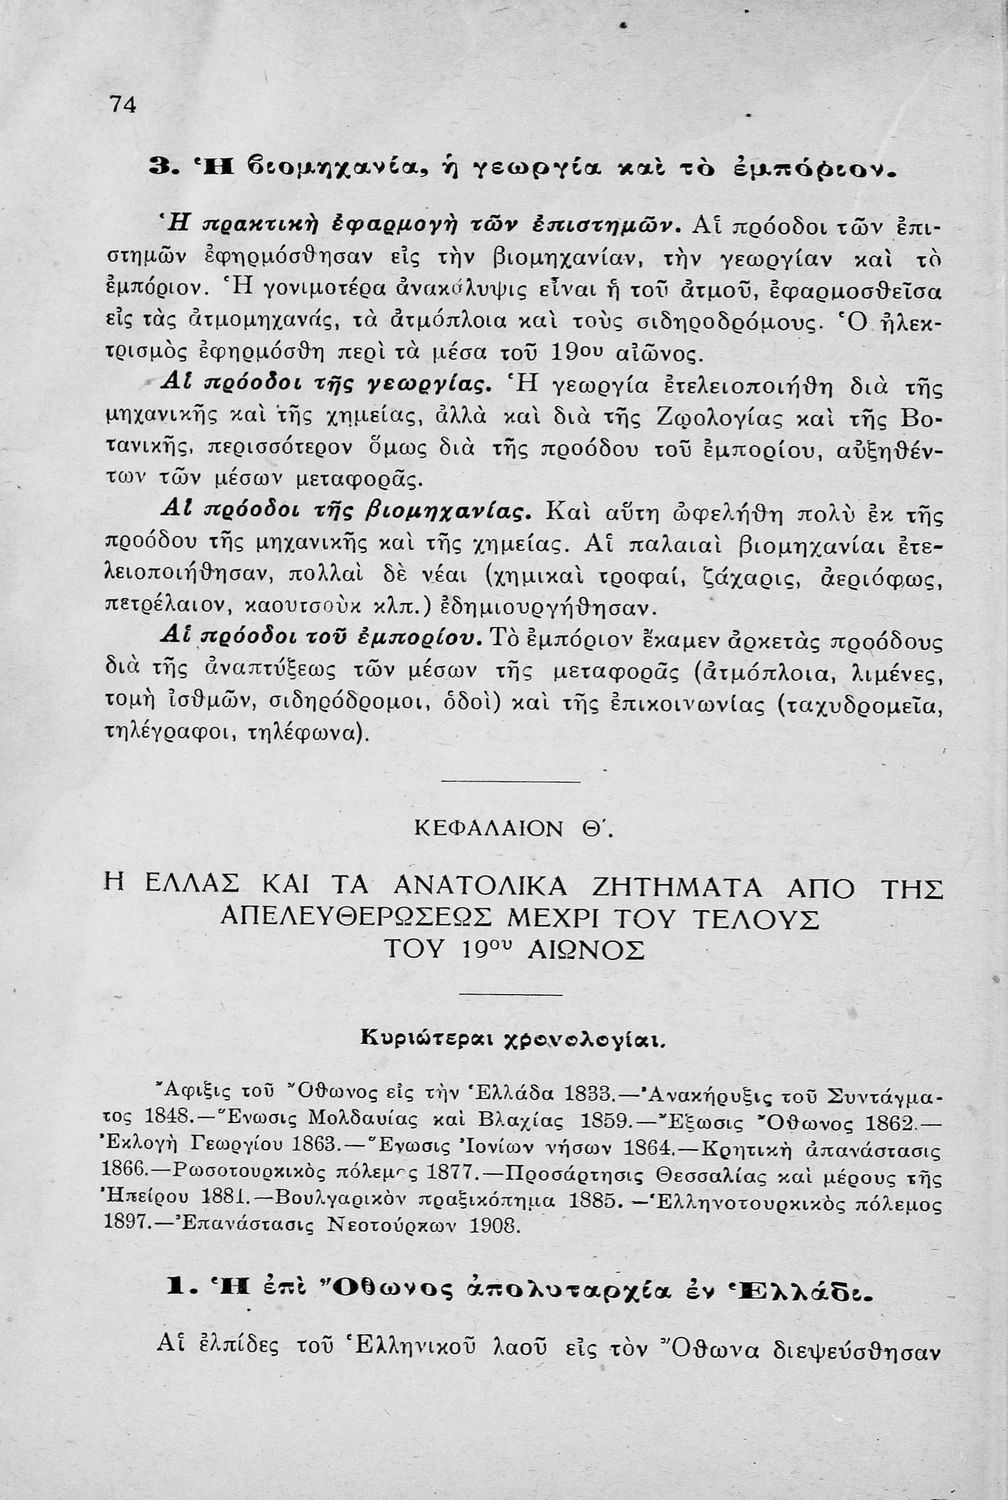 74
3. Ἡ βιομηχανία, ἡ γεωργία καὶ τὸ ἐμπόριον.
Ἡ πρακτικὴ ἐφαρμογὴ τῶν ἐπιστημῶν. Αἱ πρόοδοι τῶν ἐπι-
στημῶν ἐφηρμόσθησαν εἰς τὴν βιομηχανίαν, τὴν γεωργίαν καὶ τὸ
ἐμπόριον. Ἡ γονιμοτέρα ἀνακάλυψις εἶναι ἡ τοῦ ἀτμοῦ, ἐφαρμοσθεῖσα
εἰς τὰς ἀτμομηχανάς, τὰ ἀτμόπλοια καὶ τοὺς σιδηροδρόμους. Ὁ ἠλεκ-
τρισμὸς ἐφηρμόσθη περὶ τὰ μέσα τοῦ 19ου αἰῶνος.
Αἱ πρόοδοι τῆς γεωργίας. Ἡ γεωργία ἐτελειοποιήθη διὰ τῆς
μηχανικῆς καὶ τῆς χημείας, ἀλλὰ καὶ διὰ τῆς Ζῳολογίας καὶ τῆς Βο-
τανικῆς, περισσότερον ὅμως διὰ τῆς προόδου τοῦ ἐμπορίου, αὐξηθέν-
των τῶν μέσων μεταφορᾶς.
Αἱ πρόοδοι τῆς βιομηχανίας. Καὶ αὕτη ὠφελήθη πολὺ ἐκ τῆς
προόδου τῆς μηχανικῆς καὶ τῆς χημείας. Αἱ παλαιαὶ βιομηχανίαι ἐτε-
λειοποιήθησαν, πολλαὶ δὲ νέαι (χημικαὶ τροφαί, ζάχαρις, ἀεριόφως,
πετρέλαιον, καουτσοὺκ κλπ.) ἐδημιουργήθησαν.
Αἱ πρόοδοι τοῦ ἐμπορίου. Τὸ ἐμπόριον ἔκαμεν ἀρκετὰς προόδους
διὰ τῆς ἀναπτύξεως τῶν μέσων τῆς μεταφορᾶς (ἀτμόπλοια, λιμένες,
τομὴ ἰσθμῶν, σιδηρόδρομοι, ὁδοὶ) καὶ τῆς ἐπικοινωνίας (ταχυδρομεῖα,
τηλέγραφοι, τηλέφωνα).
ΚΕΦΑΛΑΙΟΝ Θ΄.
Η ΕΛΛΑΣ ΚΑΙ ΤΑ ΑΝΑΤΟΛΙΚΑ ΖΗΤΗΜΑΤΑ ΑΠΟ ΤΗΣ
ΑΠΕΛΕΥΘΕΡΩΣΕΩΣ ΜΕΧΡΙ ΤΟΥ ΤΕΛΟΥΣ
ΤΟΥ 19ου ΑΙΩΝΟΣ
Κυριώτεραι χρονολογίαι.
Ἄφιξις τοῦ Ὄθωνος εἰς τὴν Ἑλλάδα 1833.—Ἀνακήρυξις τοῦ Συντάγμα-
τος 1848.—Ἕνωσις Μολδαυίας καὶ Βλαχίας 1859.—Ἔξωσις Ὄθωνος 1862.—
Ἐκλογὴ Γεωργίου 1863.—Ἕνωσις Ἰονίων νήσων 1864.—Κρητικὴ ἀπανάστασις
1866.—Ρωσοτουρκικὸς πόλεμος 1877.—Προσάρτησις Θεσσαλίας καὶ μέρους τῆς
Ἠπείρου 1881.—Βουλγαρικὸν πραξικόπημα 1885.—Ἑλληνοτουρκικὸς πόλεμος
1897.—Ἐπανάστασις Νεοτούρκων 1908.
1. Ἡ ἐπὶ Ὄθωνος ἀπολυταρχία ἐν Ἑλλάδι.
Αἱ ἐλπίδες τοῦ Ἑλληνικοῦ λαοῦ εἰς τὸν Ὄθωνα διεψεύσθησαν